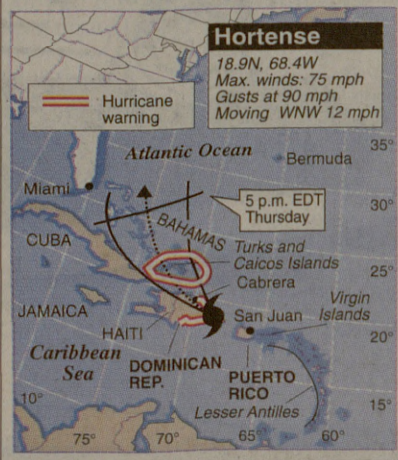 Hortense
18.9N, 68.4W
Max. winds: 75 mph
Gusts at 90 mph
Moving WNW 12 mph
Hurricane
warning
Atlantic Ocean
Bermuda
35°
Miami
5 p.m. EDT
Thursday
30°
BAHAMAS
CUBA
Turks and
Caicos Islands
25°
Cabrera
Virgin
Islands
JAMAICA
San Juan
HAITI
20°
Caribbean
Sea
DOMINICAN
REP.
PUERTO
RICO
Lesser Antilles
10°
15°
75°
70°
65°
60°